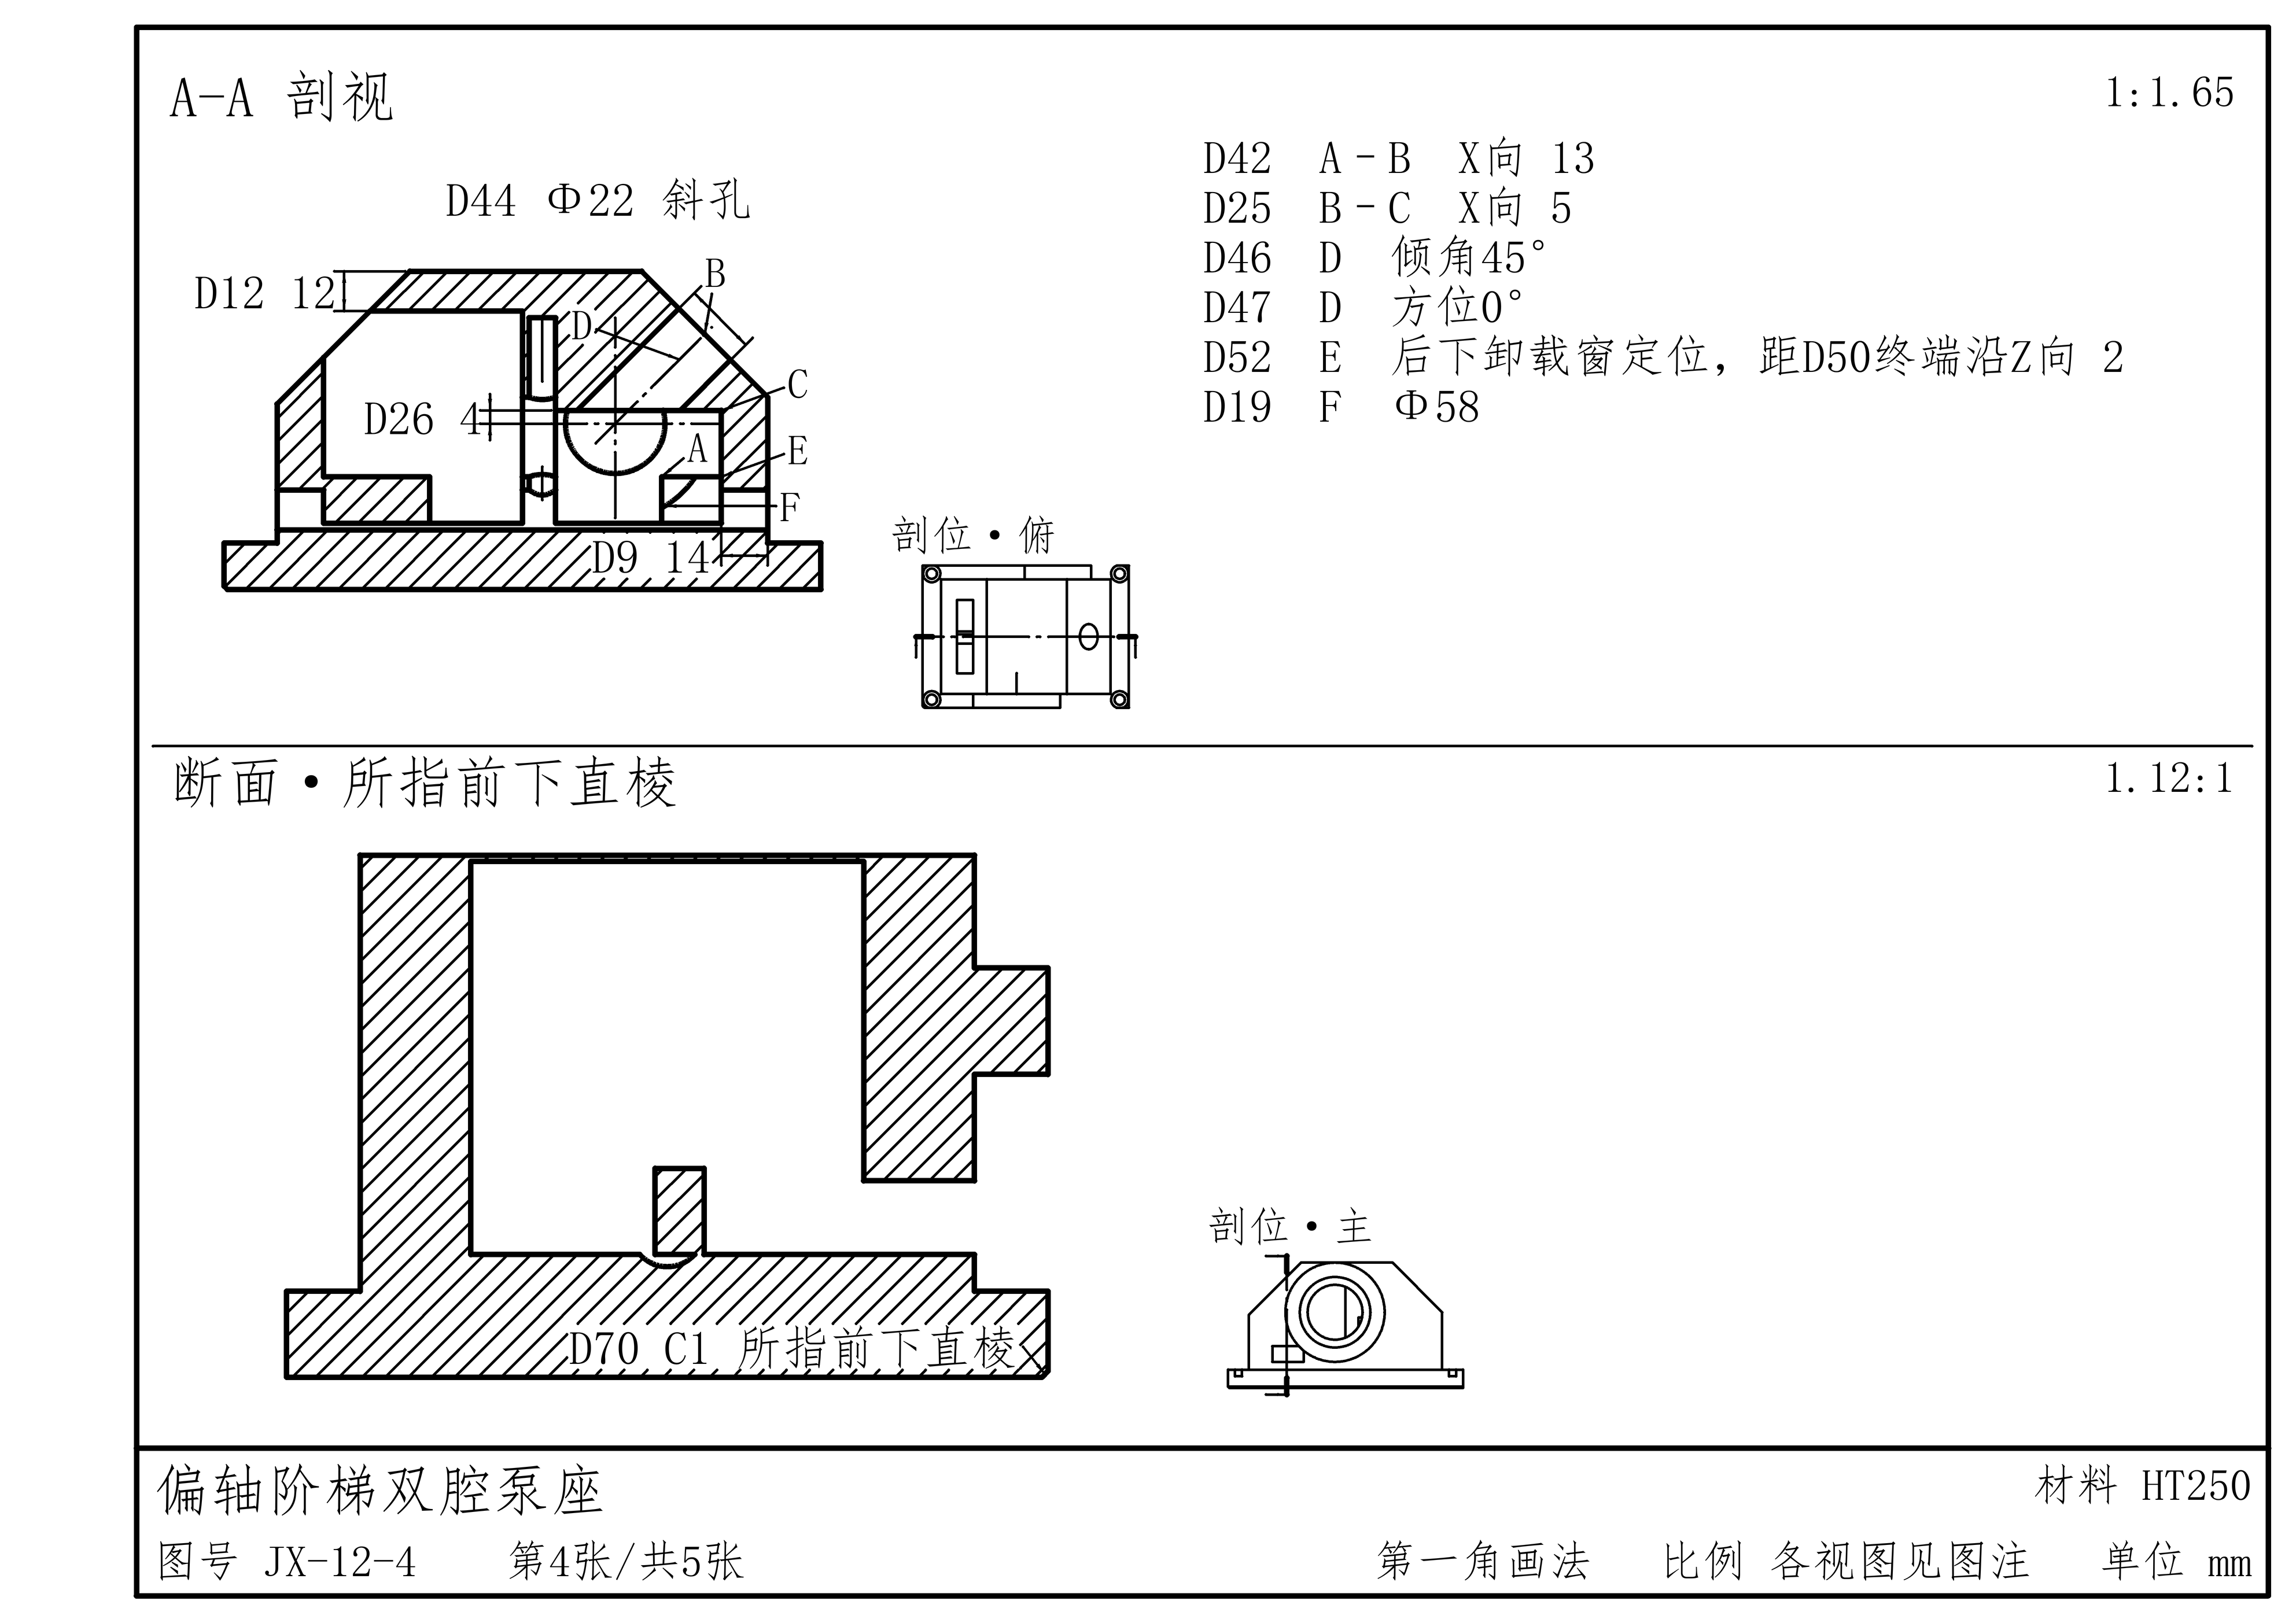 A-A 剖视
1:1.65
D42 A-B X向 13
D25 B-C X向 5
D46 D 倾角45°
D47 D 方位0°
D52 E 后下卸载窗定位, 距D50终端沿Z向 2
D19 F Φ58
D44 Φ22 斜孔
B
D12 12
D
C
D26 4
A
E
F
D9 14
剖位·俯
断面·所指前下直棱
1.12:1
剖位·主
D70 C1 所指前下直棱
偏轴阶梯双腔泵座
材料 HT250
图号 JX-12-4 第4张/共5张
第一角画法 比例 各视图见图注 单位 mm